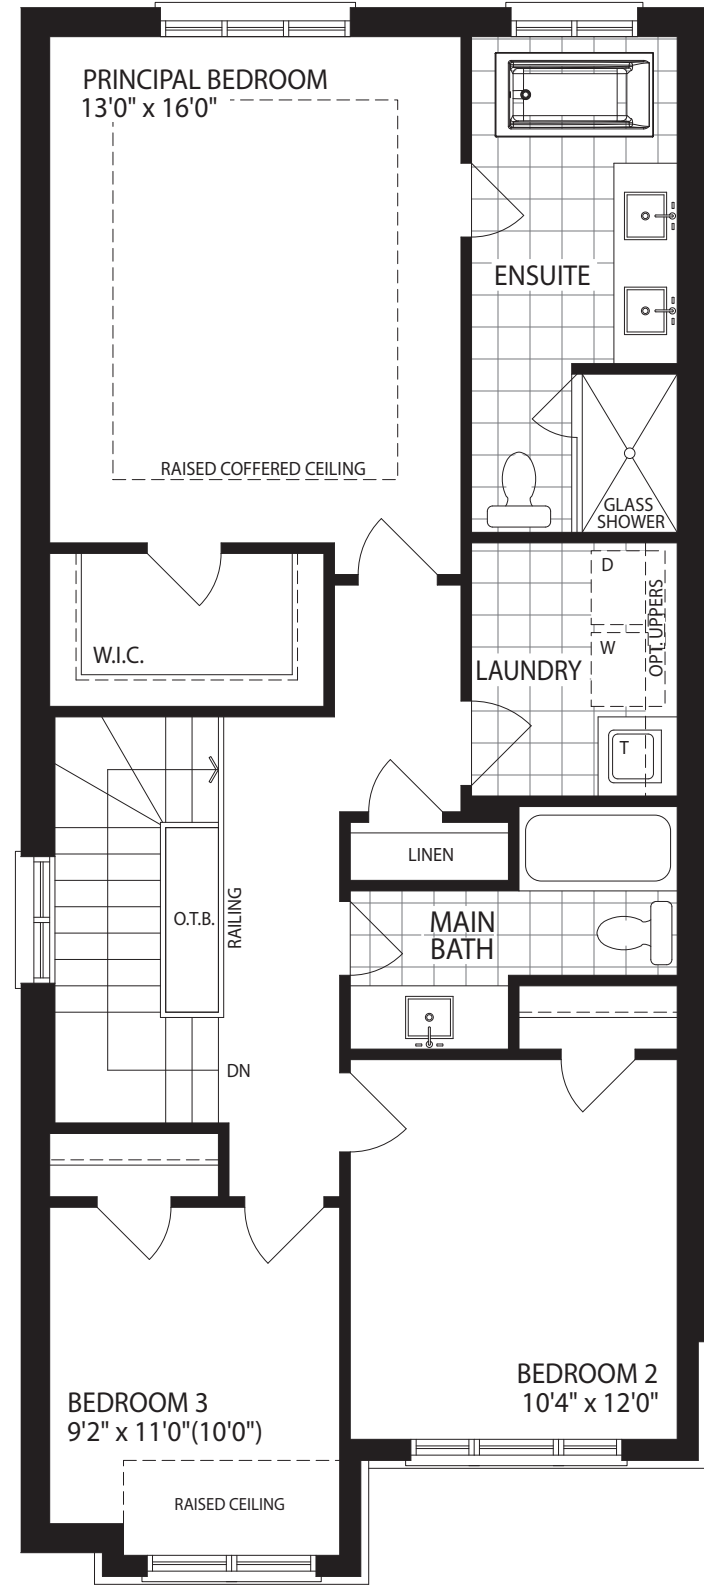 PRINCIPAL BEDROOM
13'0" x 16'0"
ENSUITE
RAISED COFFERED CEILING
GLASS
SHOWER
D
OPT. UPPERS
W
W.I.C.
LAUNDRY
T
LINEN
O.T.B.
RAILING
MAIN
BATH
DN
BEDROOM 2
10'4" x 12'0"
BEDROOM 3
9'2" x 11'0"(10'0")
RAISED CEILING